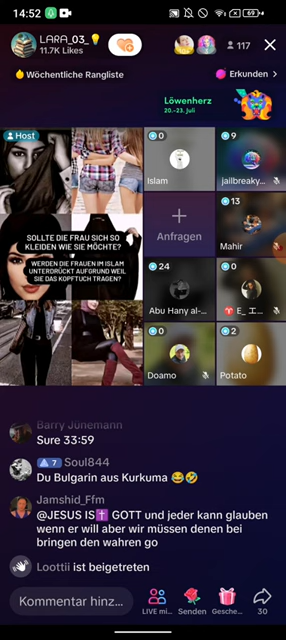 14:52
69
LARA_03_💡
11.7K Likes
117
Wöchentliche Rangliste
Erkunden >
Löwenherz
20.–23. Juli
Host
0
9
Islam
jailbreaky...
SOLLTE DIE FRAU SICH SO
KLEIDEN WIE SIE MÖCHTE?
WERDEN DIE FRAUEN IM ISLAM
UNTERDRÜCKT AUFGRUND WEIL
SIE DAS KOPFTUCH TRAGEN?
+
Anfragen
13
Mahir
24
0
Abu Hany al-...
♈ E_ エ...
0
2
Doamo
Potato
Barry Junemann
Sure 33:59
7 Soul844
Du Bulgarin aus Kurkuma 😂🤣
Jamshid_Ffm
@JESUS IS✝️ GOTT und jeder kann glauben
wenn er will aber wir müssen denen bei
bringen den wahren go
Loottii ist beigetreten
Kommentar hinz...
LIVE mi...
Senden
Gesche...
30